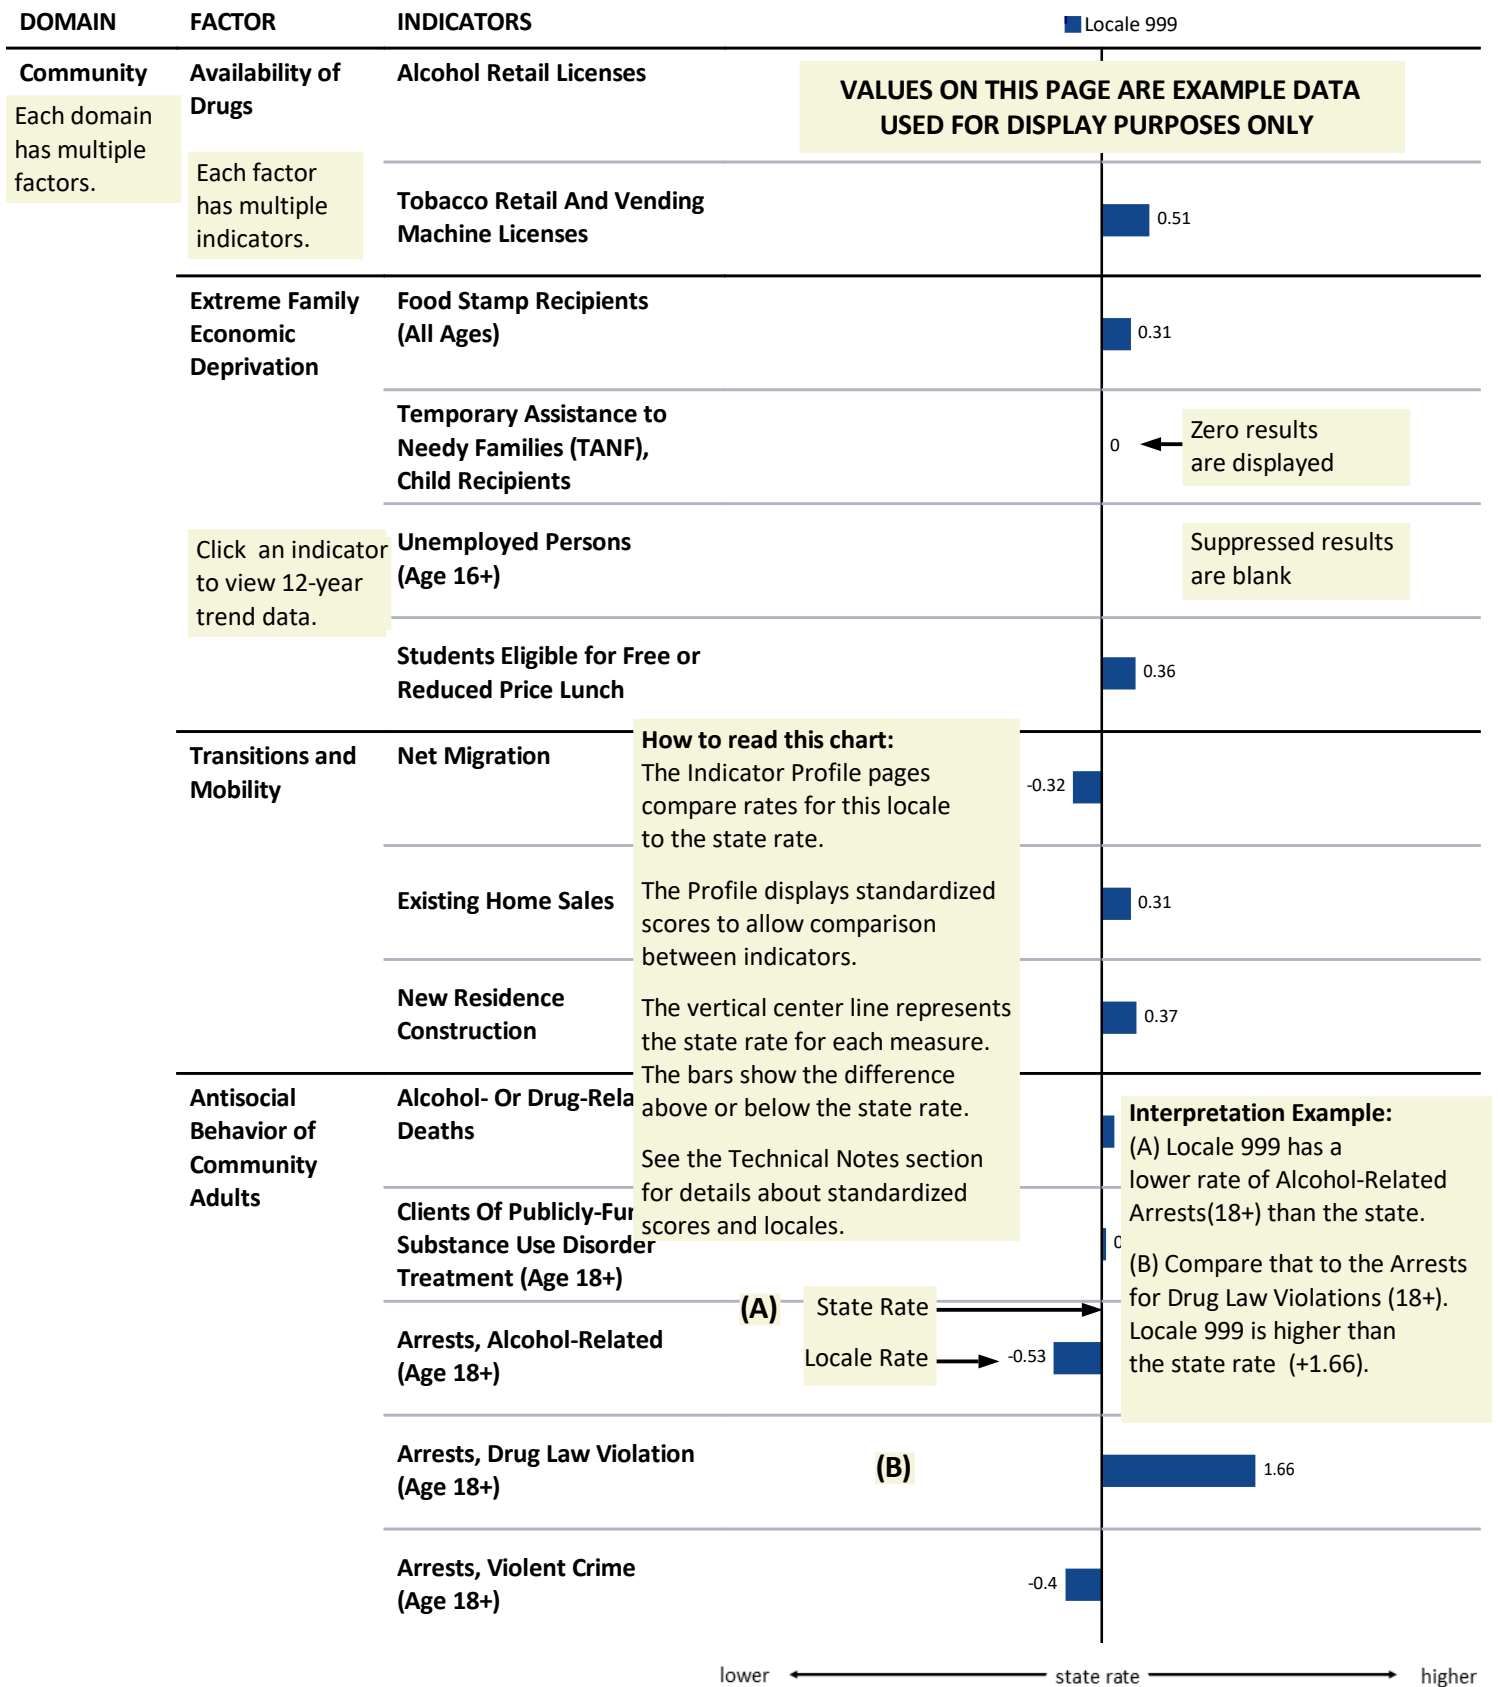 DOMAIN FACTOR INDICATORS Locale 999
Community
Each domain
has multiple
factors.
Availability of
Drugs
Each factor
has multiple
indicators.
Alcohol Retail Licenses
VALUES ON THIS PAGE ARE EXAMPLE DATA
USED FOR DISPLAY PURPOSES ONLY
Tobacco Retail And Vending
Machine Licenses
0.51
Extreme Family
Economic
Deprivation
Food Stamp Recipients
(All Ages)
0.31
Temporary Assistance to
Needy Families (TANF),
Child Recipients
0
Zero results
are displayed
Click an indicator
to view 12-year
trend data.
Unemployed Persons
(Age 16+)
Suppressed results
are blank
Students Eligible for Free or
Reduced Price Lunch
0.36
Transitions and
Mobility
Net Migration
-0.32
How to read this chart:
The Indicator Profile pages
compare rates for this locale
to the state rate.
The Profile displays standardized
scores to allow comparison
between indicators.
The vertical center line represents
the state rate for each measure.
The bars show the difference
above or below the state rate.
See the Technical Notes section
for details about standardized
scores and locales.
Existing Home Sales
0.31
New Residence
Construction
0.37
Antisocial
Behavior of
Community
Adults
Alcohol- Or Drug-Rela
Deaths
Interpretation Example:
(A) Locale 999 has a
lower rate of Alcohol-Related
Arrests(18+) than the state.
(B) Compare that to the Arrests
for Drug Law Violations (18+).
Locale 999 is higher than
the state rate (+1.66).
Clients Of Publicly-Fu
Substance Use Disorder
Treatment (Age 18+)
(A) State Rate
Locale Rate
Arrests, Alcohol-Related
(Age 18+)
-0.53
Arrests, Drug Law Violation
(Age 18+)
(B)
1.66
Arrests, Violent Crime
(Age 18+)
-0.4
lower state rate higher